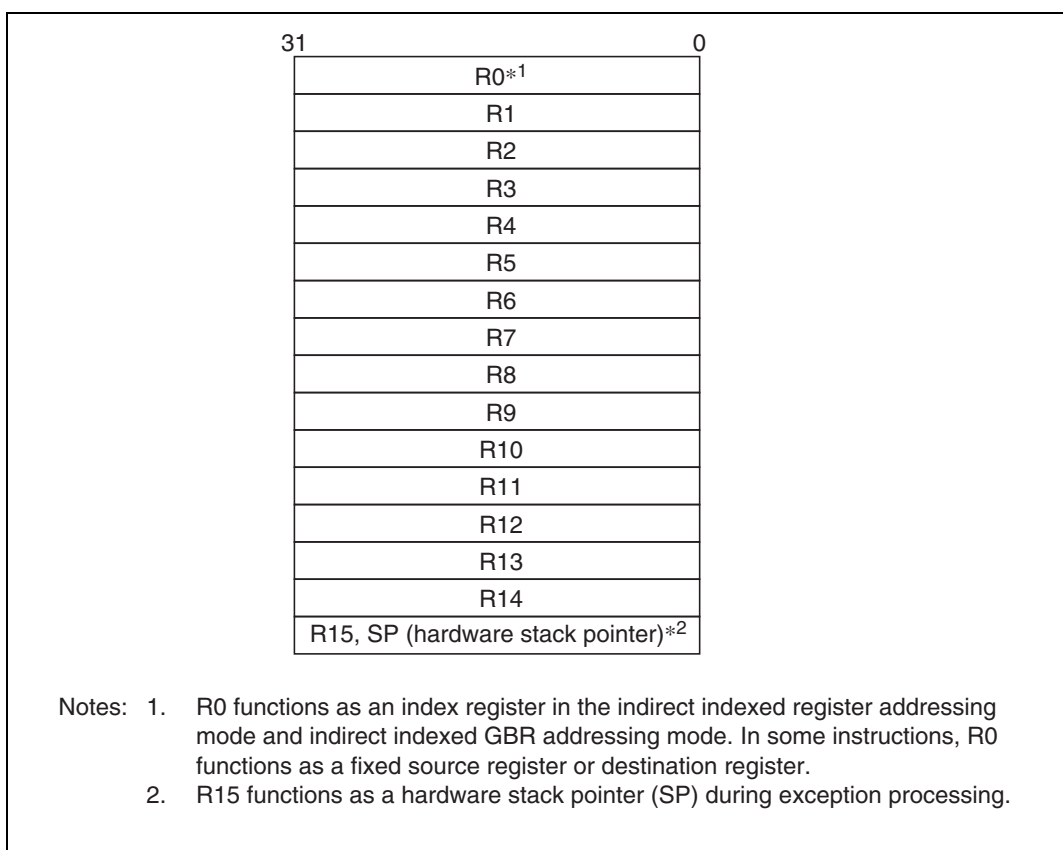 31 0
R0*1
R1
R2
R3
R4
R5
R6
R7
R8
R9
R10
R11
R12
R13
R14
R15, SP (hardware stack pointer)*2
Notes: 1. R0 functions as an index register in the indirect indexed register addressing
mode and indirect indexed GBR addressing mode. In some instructions, R0
functions as a fixed source register or destination register.
2. R15 functions as a hardware stack pointer (SP) during exception processing.